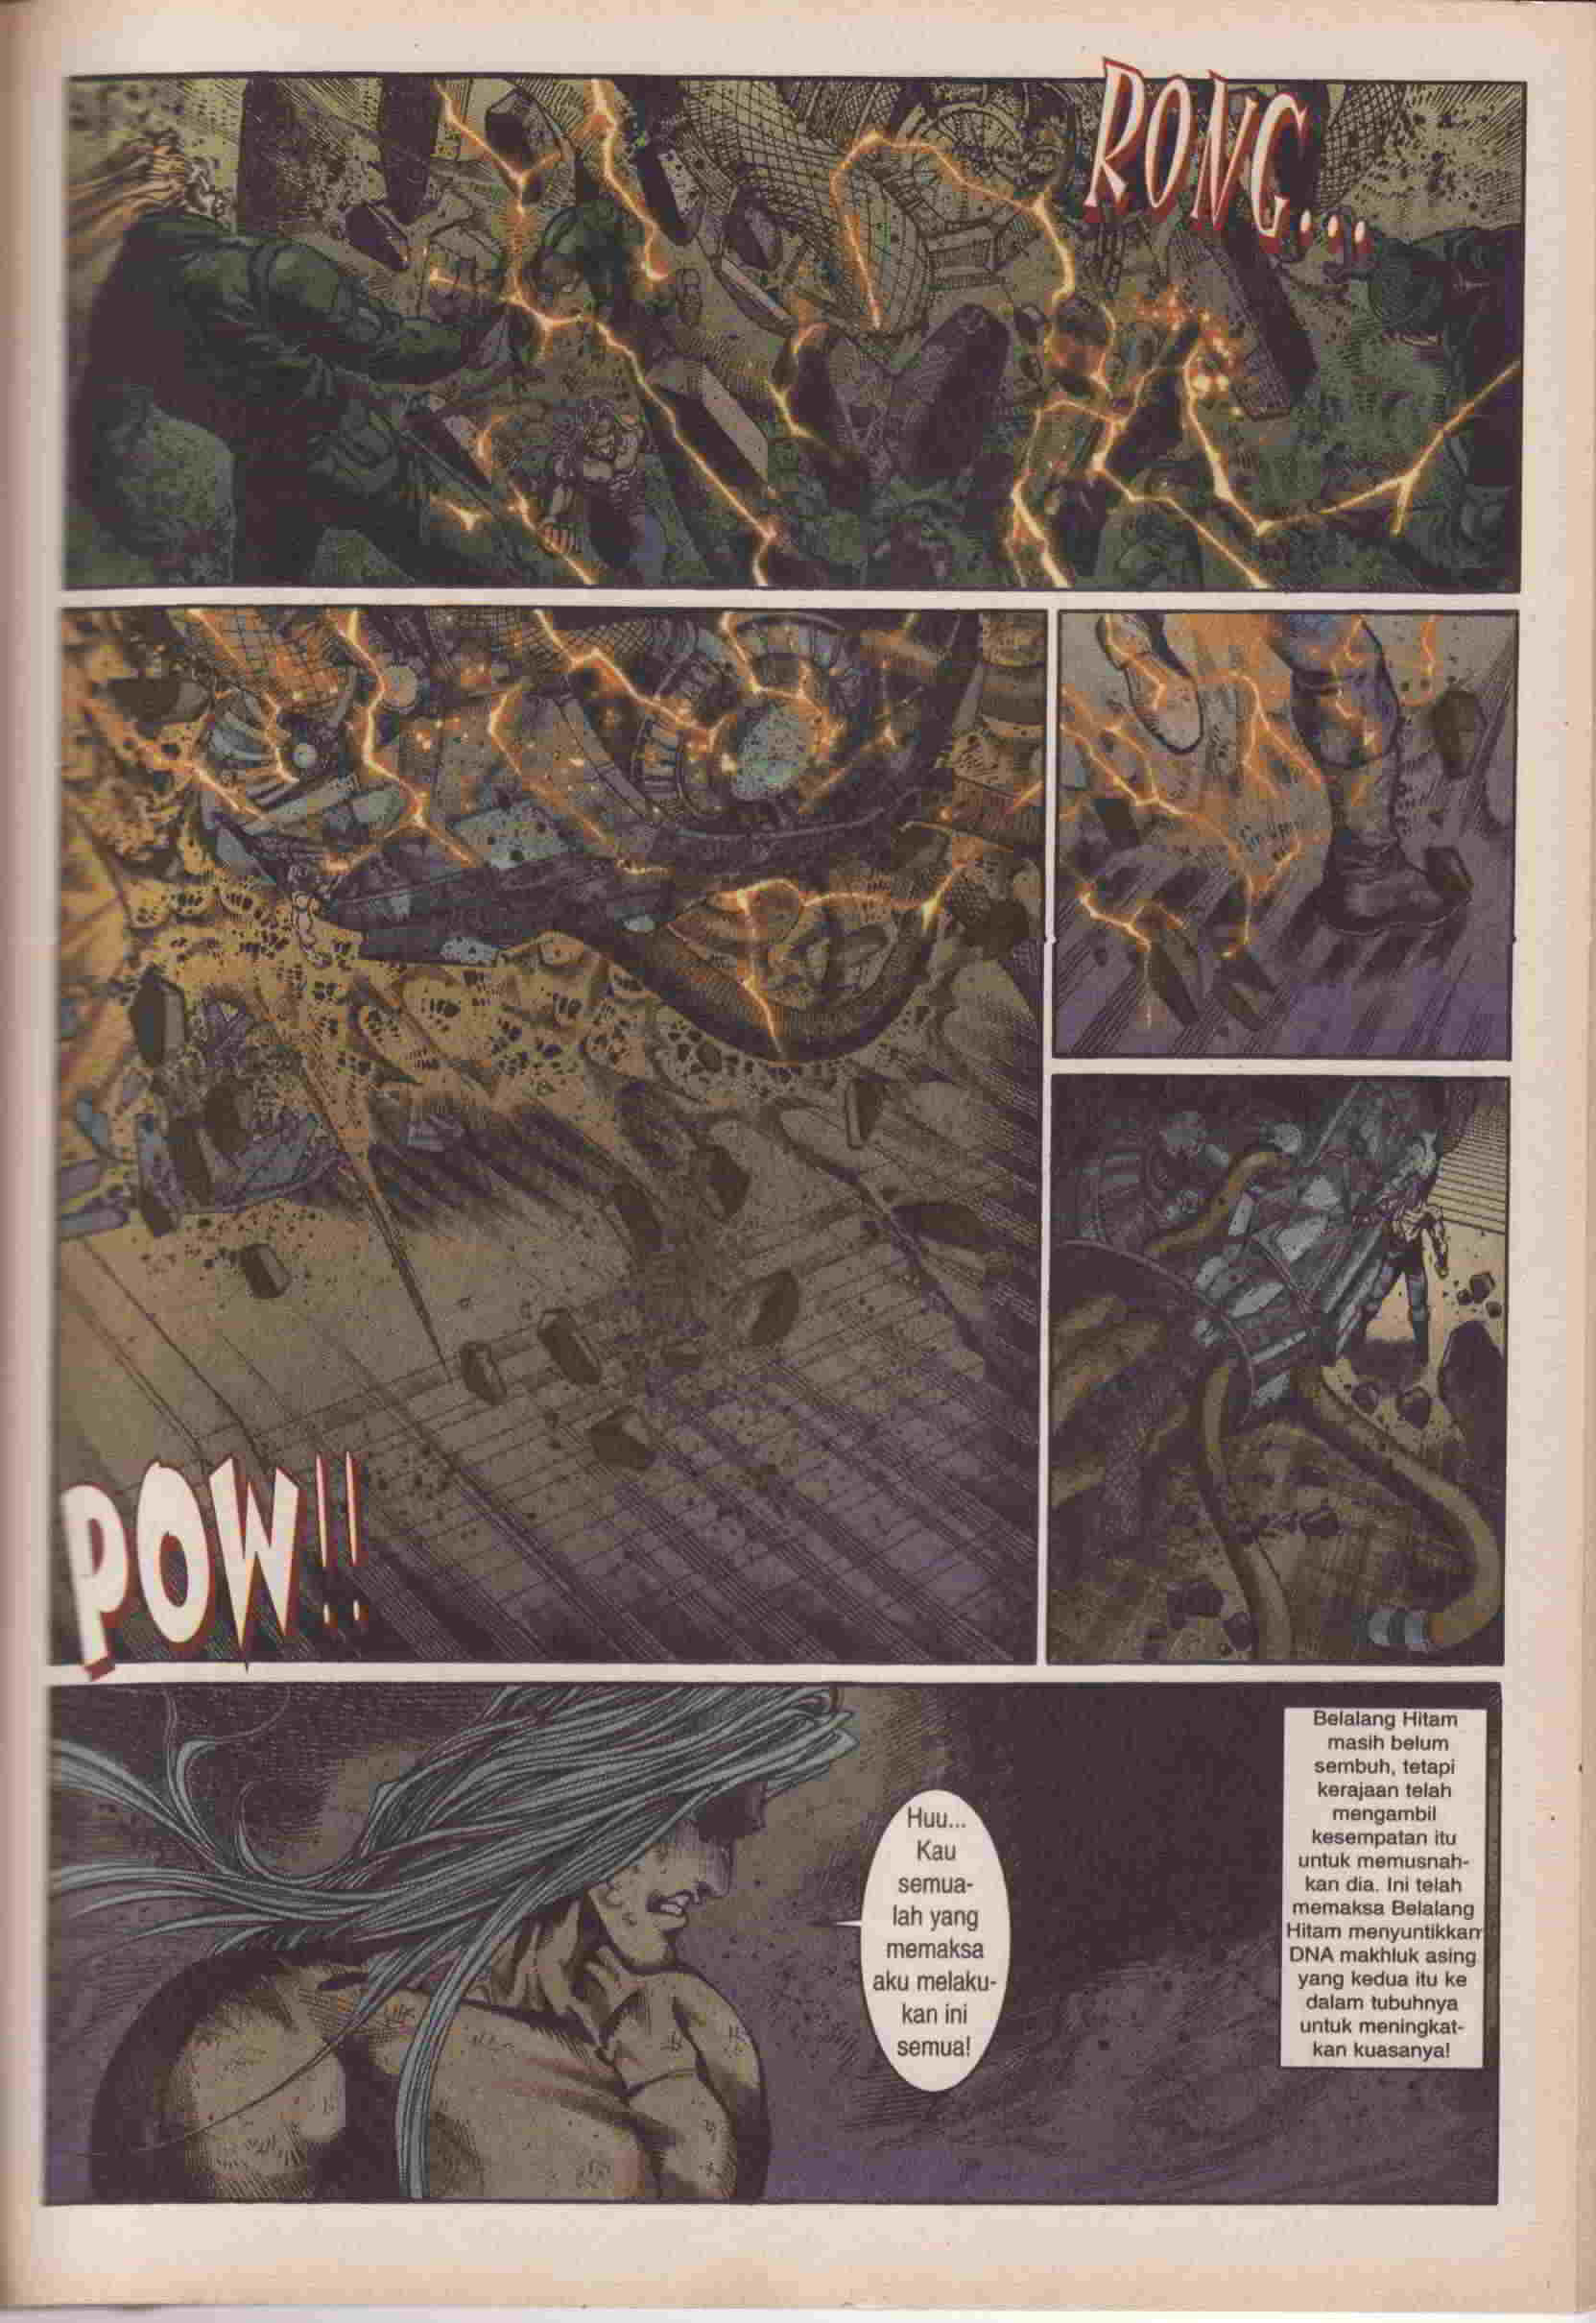 RONG...
POW!!
Huu...
Kau
semua-
lah yang
memaksa
aku melaku-
kan ini
semua!
Belalang Hitam
masih belum
sembuh, tetapi
kerajaan telah
mengambil
kesempatan itu
untuk memusnah-
kan dia. Ini telah
memaksa Belalang
Hitam menyuntikkan
DNA makhluk asing
yang kedua itu ke
dalam tubuhnya
untuk meningkat-
kan kuasanya!